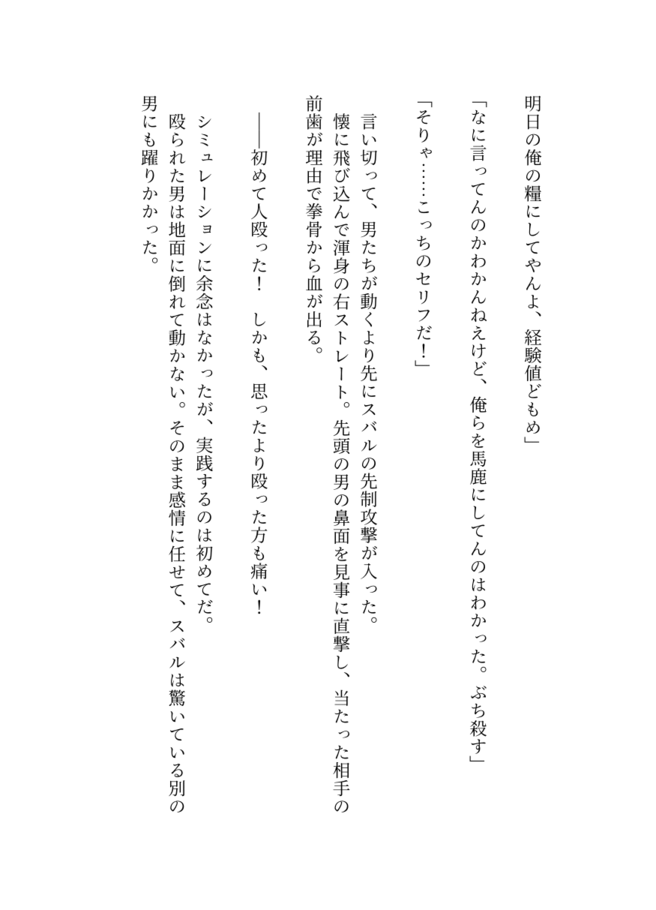 明日の俺の糧にしてやんよ、経験値どもめ」
「なに言ってんのかわかんねえけど、俺らを馬鹿にしてんのはわかった。ぶち殺す」
「そりゃ……こっちのセリフだ！」
言い切って、男たちが動くより先にスバルの先制攻撃が入った。
懐に飛び込んで渾身の右ストレート。先頭の男の鼻面を見事に直撃し、当たった相手の
前歯が理由で拳骨から血が出る。
――初めて人殴った！　しかも、思ったより殴った方も痛い！
シミュレーションに余念はなかったが、実践するのは初めてだ。
殴られた男は地面に倒れて動かない。そのまま感情に任せて、スバルは驚いている別の
男にも躍りかかった。